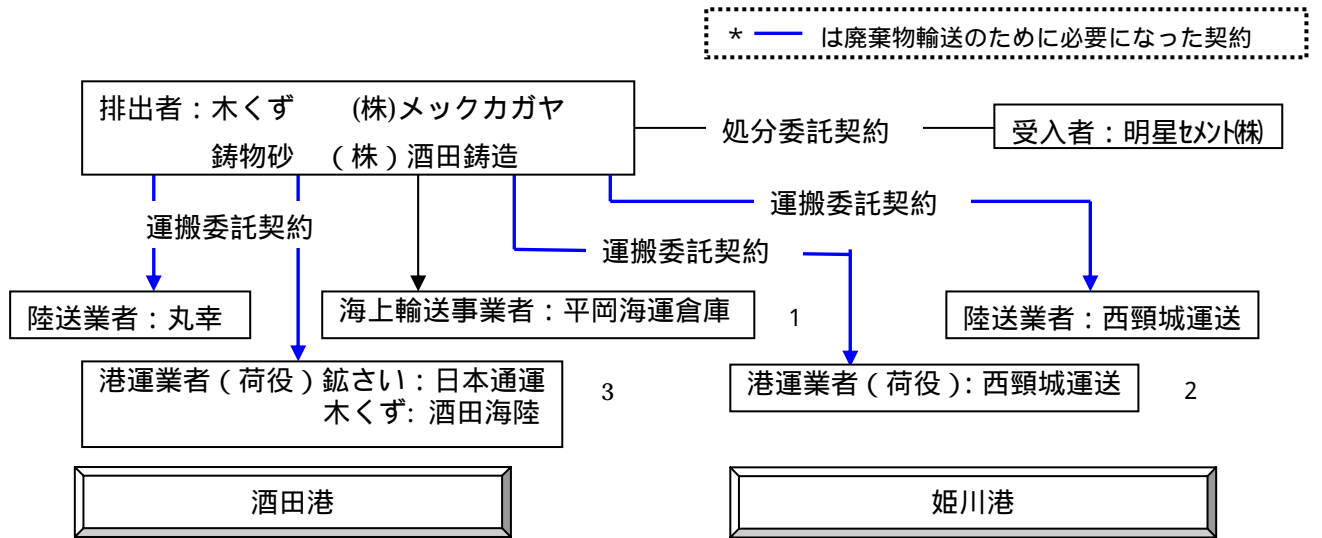 * は廃棄物輸送のために必要になった契約
排出者：木くず (株)メックカガヤ
鋳物砂 （株）酒田鋳造
処分委託契約
受入者：明星ｾﾒﾝﾄ㈱
運搬委託契約
運搬委託契約
運搬委託契約
陸送業者：丸幸
海上輸送事業者：平岡海運倉庫
1
陸送業者：西頸城運送
港運業者（荷役）鉱さい：日本通運
木くず: 酒田海陸
3
港運業者（荷役）: 西頸城運送
2
酒田港
姫川港